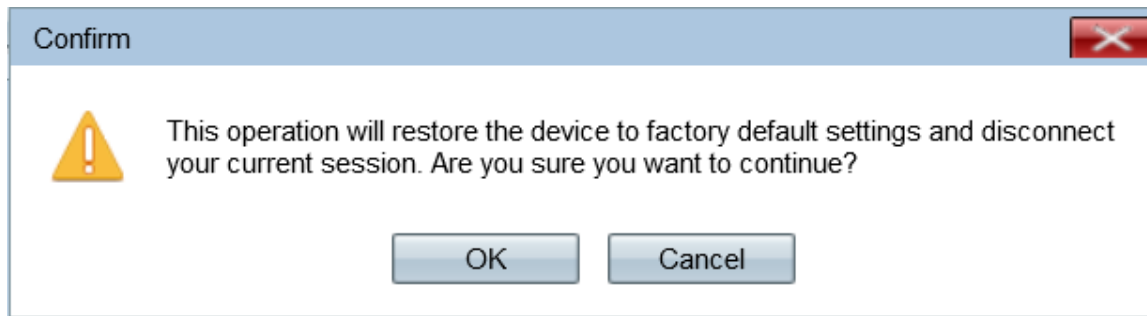 Confirm
This operation will restore the device to factory default settings and disconnect
your current session. Are you sure you want to continue?
OK
Cancel